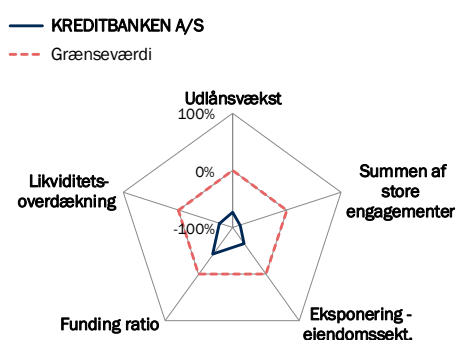 KREDITBANKEN A/S
Grænseværdi
Udlånsvækst
100%
0%
-100%
Summen af
store
engagementer
Likviditets-
overdækning
Funding ratio
Eksponering -
ejendomssekt.